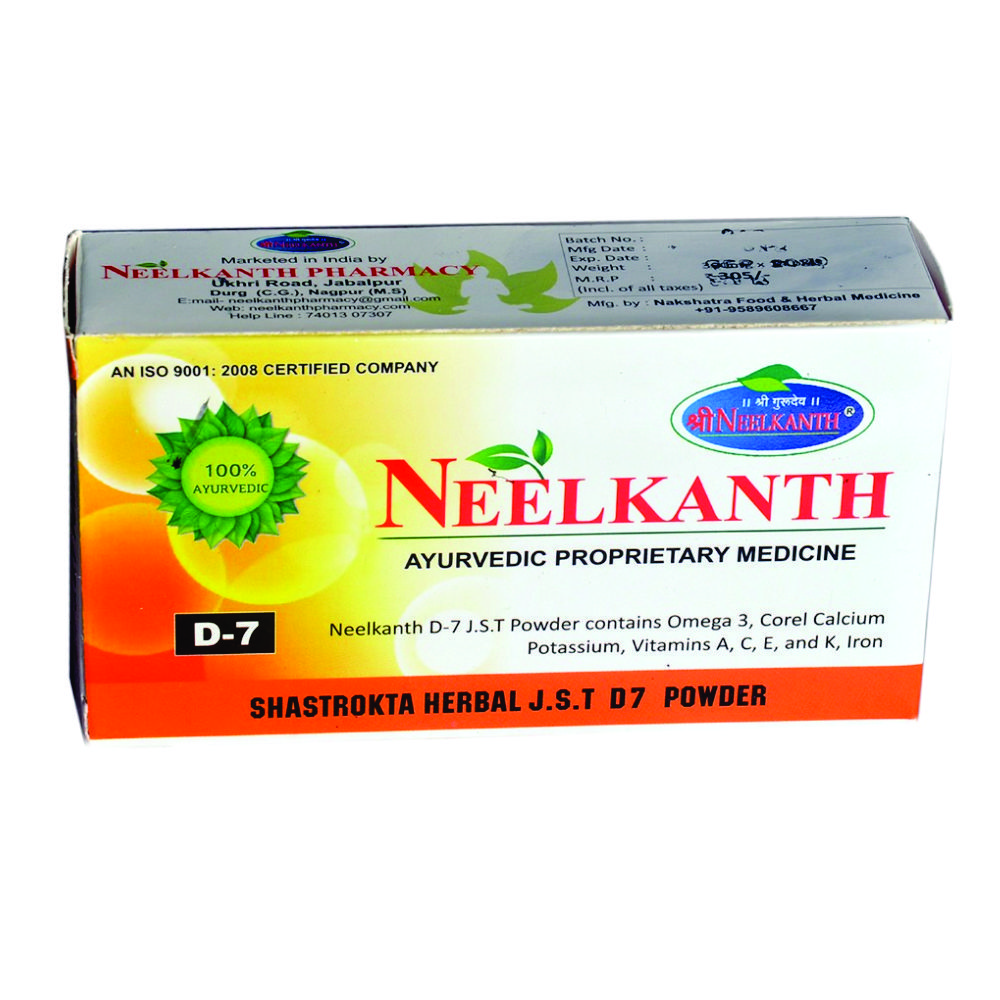 Marketed in India by
NEELKANTH PHARMACY
Ukhri Road, Jabalpur
Durg (C.G.), Nagpur (M.S)
E:mail- neelkanthpharmacy@gmail.com
Web: neelkanthpharmacy.com
Help Line : 74013 07307
Batch No. :
Mfg Date :
Exp. Date :
Weight :
M.R.P : 305/-
(Incl. of all taxes)
Mfg. by : Nakshatra Food & Herbal Medicine
+91-9589608667
AN ISO 9001: 2008 CERTIFIED COMPANY
।। श्री गुरूदेव ।।
श्री NEELKANTH ®
100%
AYURVEDIC
NEELKANTH
AYURVEDIC PROPRIETARY MEDICINE
D-7
Neelkanth D-7 J.S.T Powder contains Omega 3, Corel Calcium
Potassium, Vitamins A, C, E, and K, Iron
SHASTROKTA HERBAL J.S.T D7 POWDER